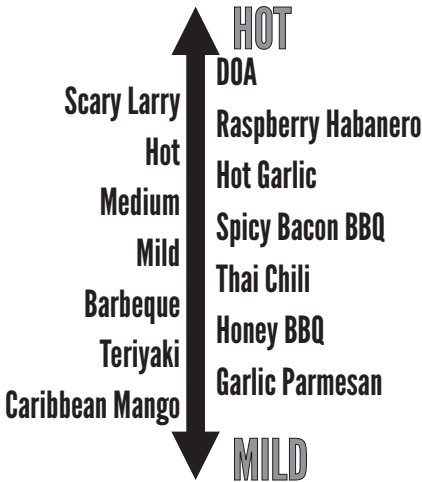 HOT
DOA
Scary Larry
Raspberry Habanero
Hot
Hot Garlic
Medium
Spicy Bacon BBQ
Mild
Thai Chili
Barbeque
Honey BBQ
Teriyaki
Garlic Parmesan
Caribbean Mango
MILD